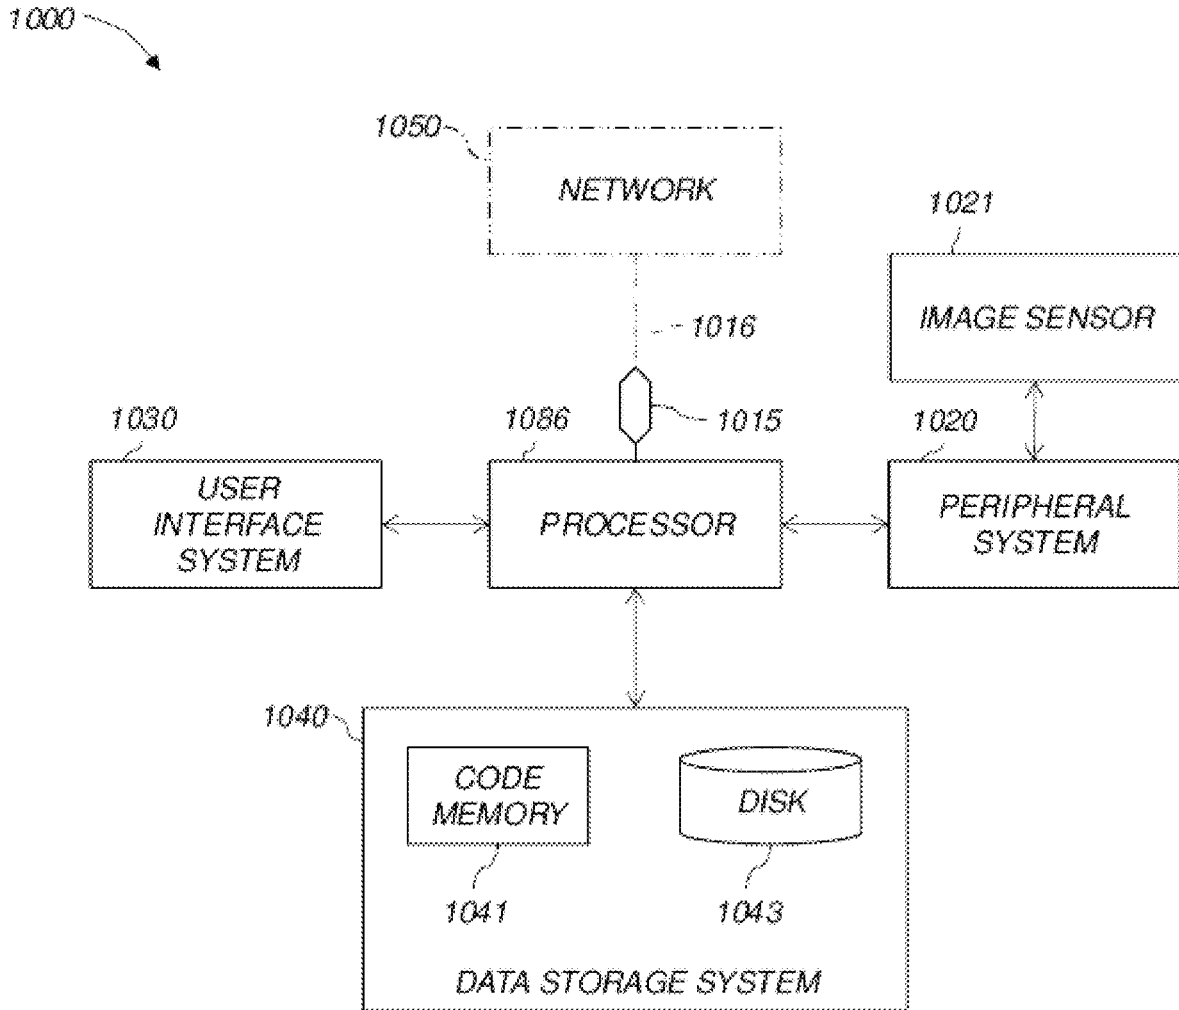 1000
1050
NETWORK
1021
IMAGE SENSOR
1016
1015
1030
1086
1020
USER
INTERFACE
SYSTEM
PROCESSOR
PERIPHERAL
SYSTEM
1040
CODE
MEMORY
DISK
1041
1043
DATA STORAGE SYSTEM